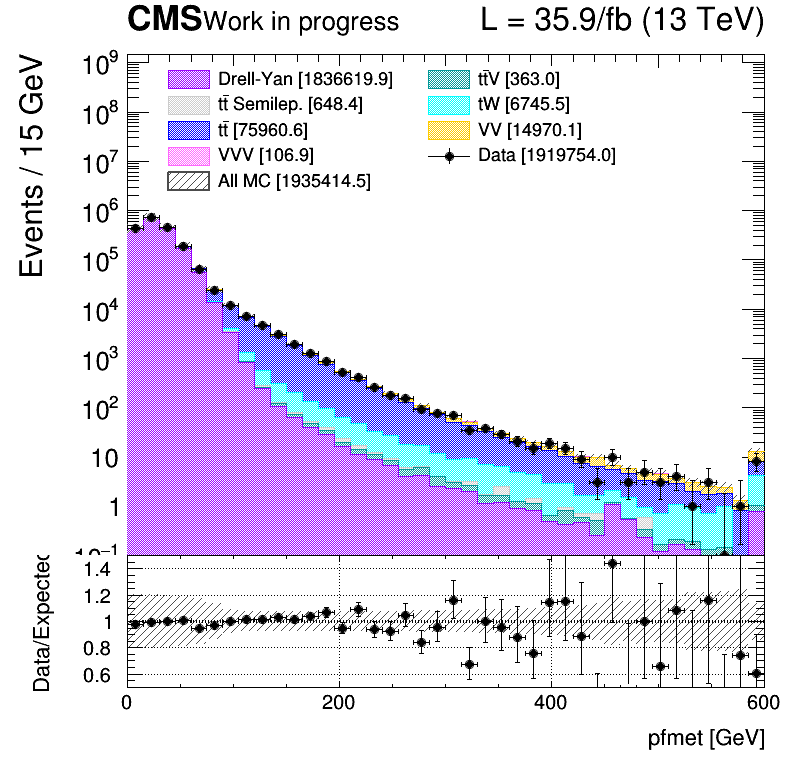 CMS Work in progress L = 35.9/fb (13 TeV)
Events / 15 GeV
10⁹
10⁸
10⁷
10⁶
10⁵
10⁴
10³
10²
10
1
10⁻¹
Drell-Yan [1836619.9]
tt̄ Semilep. [648.4]
tt̄ [75960.6]
VVV [106.9]
All MC [1935414.5]
tt̄V [363.0]
tW [6745.5]
VV [14970.1]
Data [1919754.0]
Data/Expected
1.4
1.2
1
0.8
0.6
0 200 400 600
pfmet [GeV]